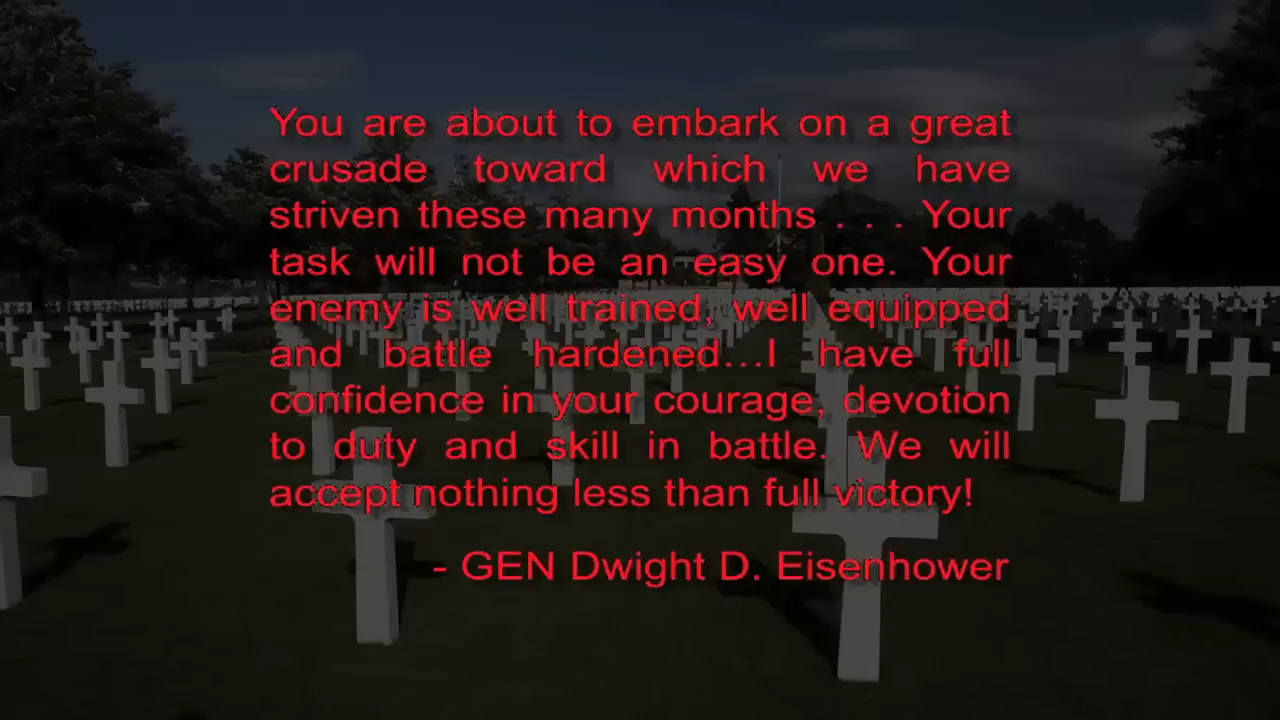 You are about to embark on a great
crusade toward which we have
striven these many months . . . Your
task will not be an easy one. Your
enemy is well trained, well equipped
and battle hardened...I have full
confidence in your courage, devotion
to duty and skill in battle. We will
accept nothing less than full victory!
- GEN Dwight D. Eisenhower